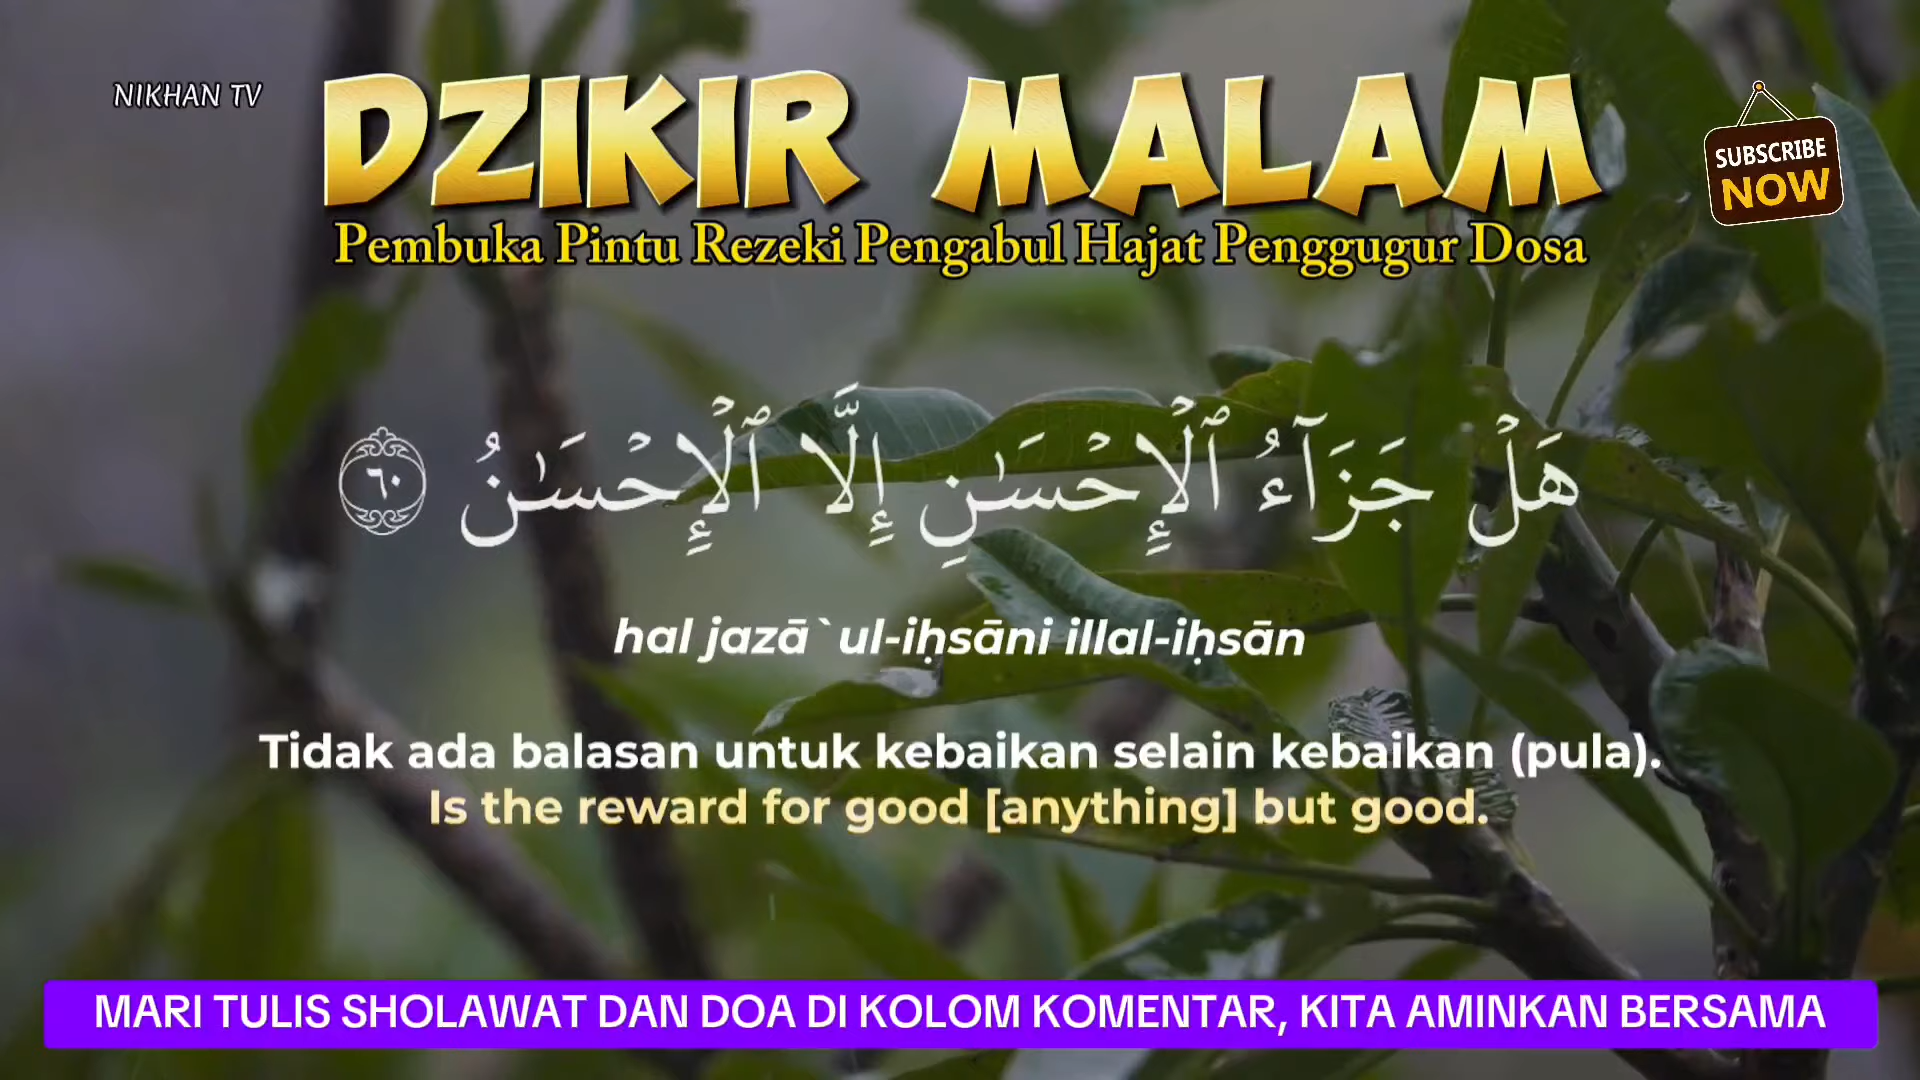 NIKHAN TV
DZIKIR MALAM
Pembuka Pintu Rezeki Pengabul Hajat Penggugur Dosa
SUBSCRIBE
NOW
هَلْ جَزَآءُ ٱلْإِحْسَٰنِ إِلَّا ٱلْإِحْسَٰنُ ٦٠
hal jazā`ul-iḥsāni illal-iḥsān
Tidak ada balasan untuk kebaikan selain kebaikan (pula).
Is the reward for good [anything] but good.
MARI TULIS SHOLAWAT DAN DOA DI KOLOM KOMENTAR, KITA AMINKAN BERSAMA